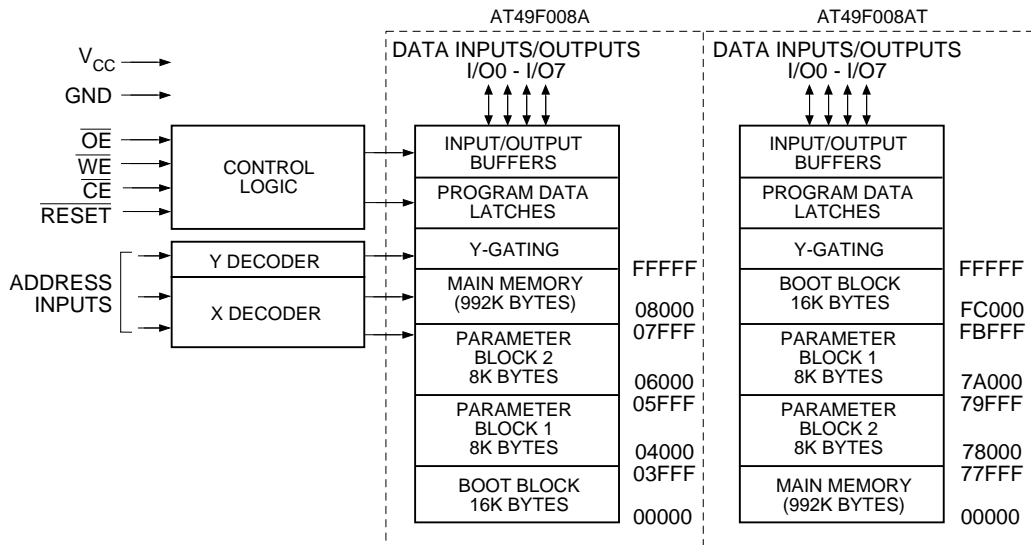 AT49F008A
AT49F008AT
DATA INPUTS/OUTPUTS
I/O0 - I/O7
DATA INPUTS/OUTPUTS
I/O0 - I/O7
VCC
GND
OE
WE
CE
RESET
CONTROL
LOGIC
ADDRESS
INPUTS
Y DECODER
X DECODER
INPUT/OUTPUT
BUFFERS
PROGRAM DATA
LATCHES
Y-GATING
MAIN MEMORY
(992K BYTES)
PARAMETER
BLOCK 2
8K BYTES
PARAMETER
BLOCK 1
8K BYTES
BOOT BLOCK
16K BYTES
FFFFF
08000
07FFF
06000
05FFF
04000
03FFF
00000
INPUT/OUTPUT
BUFFERS
PROGRAM DATA
LATCHES
Y-GATING
BOOT BLOCK
16K BYTES
PARAMETER
BLOCK 1
8K BYTES
PARAMETER
BLOCK 2
8K BYTES
MAIN MEMORY
(992K BYTES)
FFFFF
FC000
FBFFF
7A000
79FFF
78000
77FFF
00000